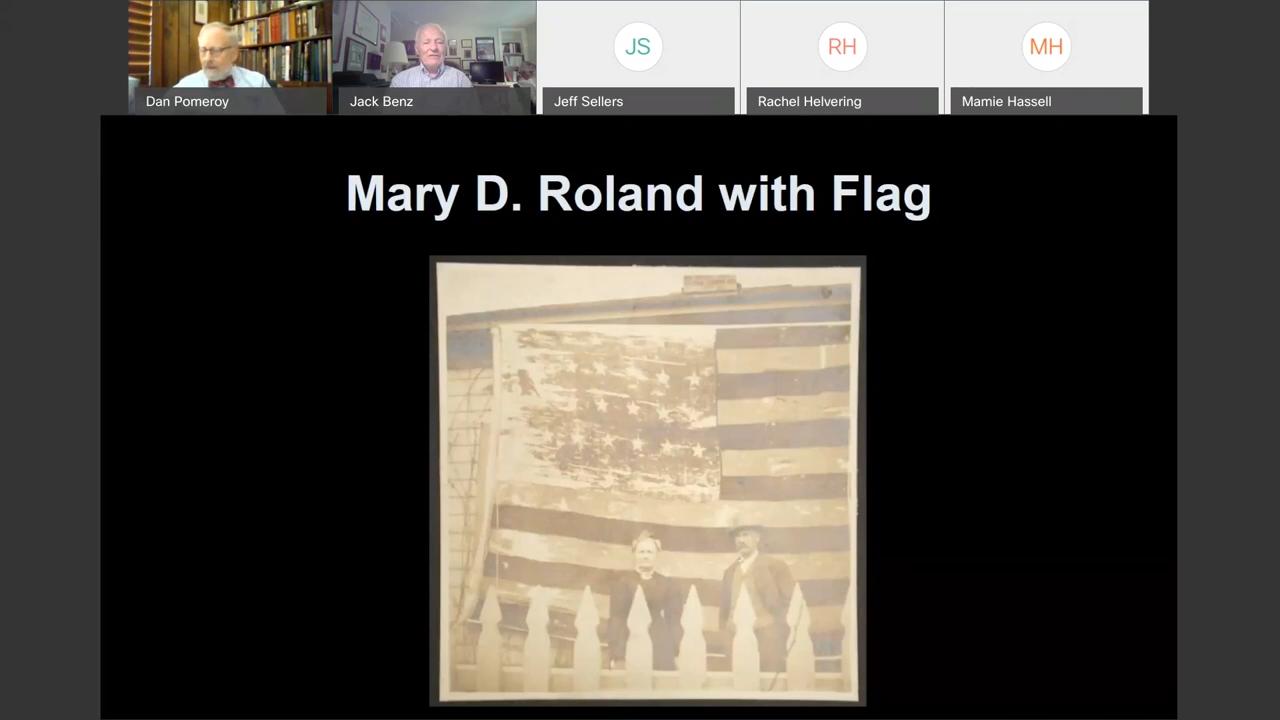 Dan Pomeroy
Jack Benz
JS
Jeff Sellers
RH
Rachel Helvering
MH
Mamie Hassell
Mary D. Roland with Flag